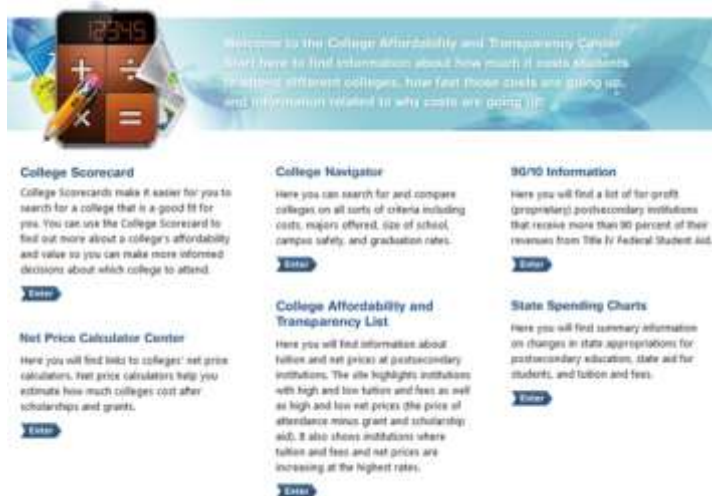 12345
Welcome to the College Affordability and Transparency Center
Start here to find information about how much it costs students
to attend different colleges, how fast those costs are going up,
and information related to why costs are going up.
College Scorecard
College Scorecards make it easier for you to
search for a college that is a good fit for
you. You can use the College Scorecard to
find out more about a college's affordability
and value so you can make more informed
decisions about which college to attend.
Enter
Net Price Calculator Center
Here you will find links to colleges' net price
calculators. Net price calculators help you
estimate how much colleges cost after
scholarships and grants.
Enter
College Navigator
Here you can search for and compare
colleges on all sorts of criteria including
costs, majors offered, size of school,
campus safety, and graduation rates.
Enter
College Affordability and
Transparency List
Here you will find information about
tuition and net prices at postsecondary
institutions. The site highlights institutions
with high and low tuition and fees as well
as high and low net prices (the price of
attendance minus grant and scholarship
aid). It also shows institutions where
tuition and fees and net prices are
increasing at the highest rates.
Enter
90/10 Information
Here you will find a list of for-profit
(proprietary) postsecondary institutions
that receive more than 90 percent of their
revenues from Title IV Federal Student Aid.
Enter
State Spending Charts
Here you will find summary information
on changes in state appropriations for
postsecondary education, state aid for
students, and tuition and fees.
Enter